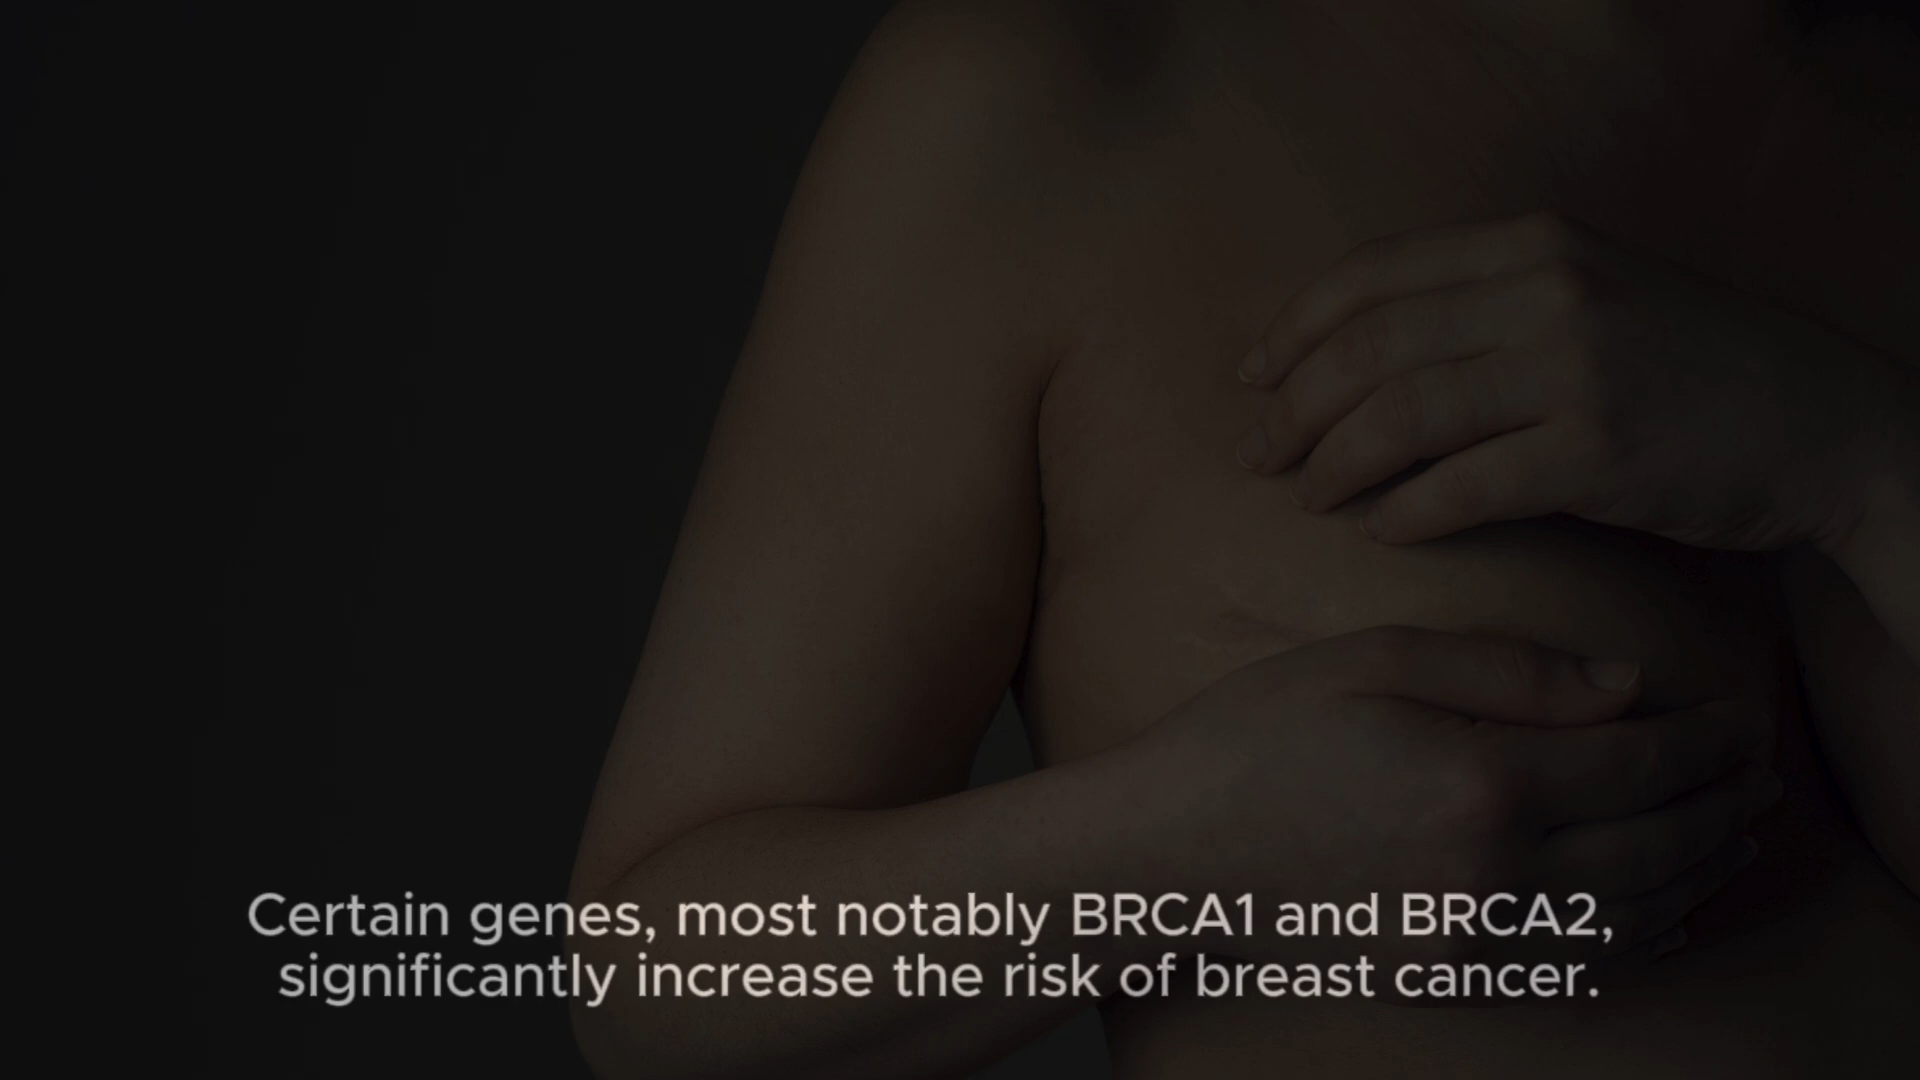 Certain genes, most notably BRCA1 and BRCA2,
significantly increase the risk of breast cancer.